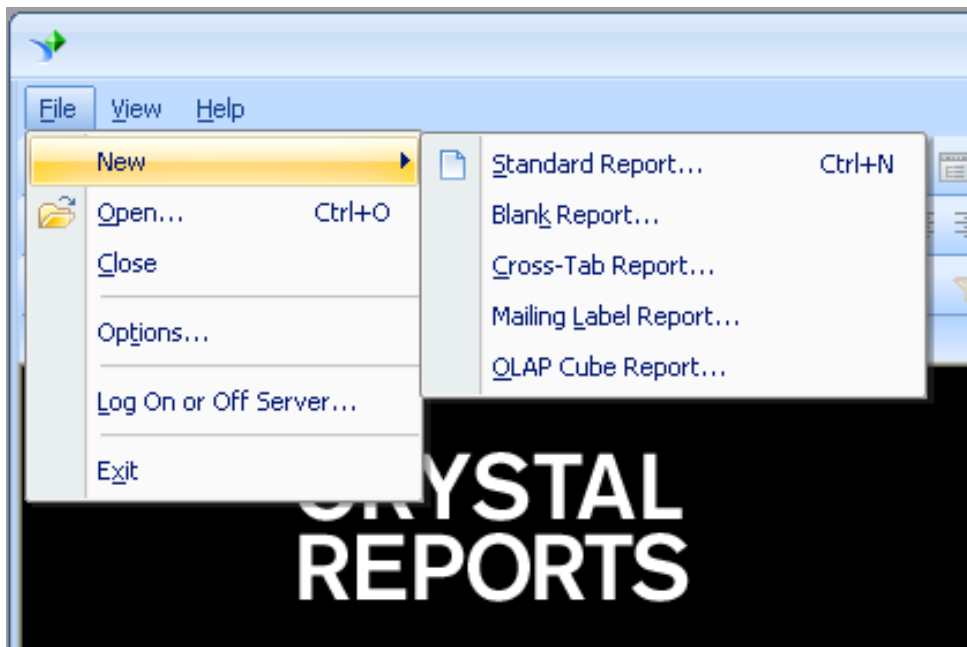 File View Help
New
Open... Ctrl+O
Close
Options...
Log On or Off Server...
Exit
Standard Report... Ctrl+N
Blank Report...
Cross-Tab Report...
Mailing Label Report...
OLAP Cube Report...
CRYSTAL
REPORTS